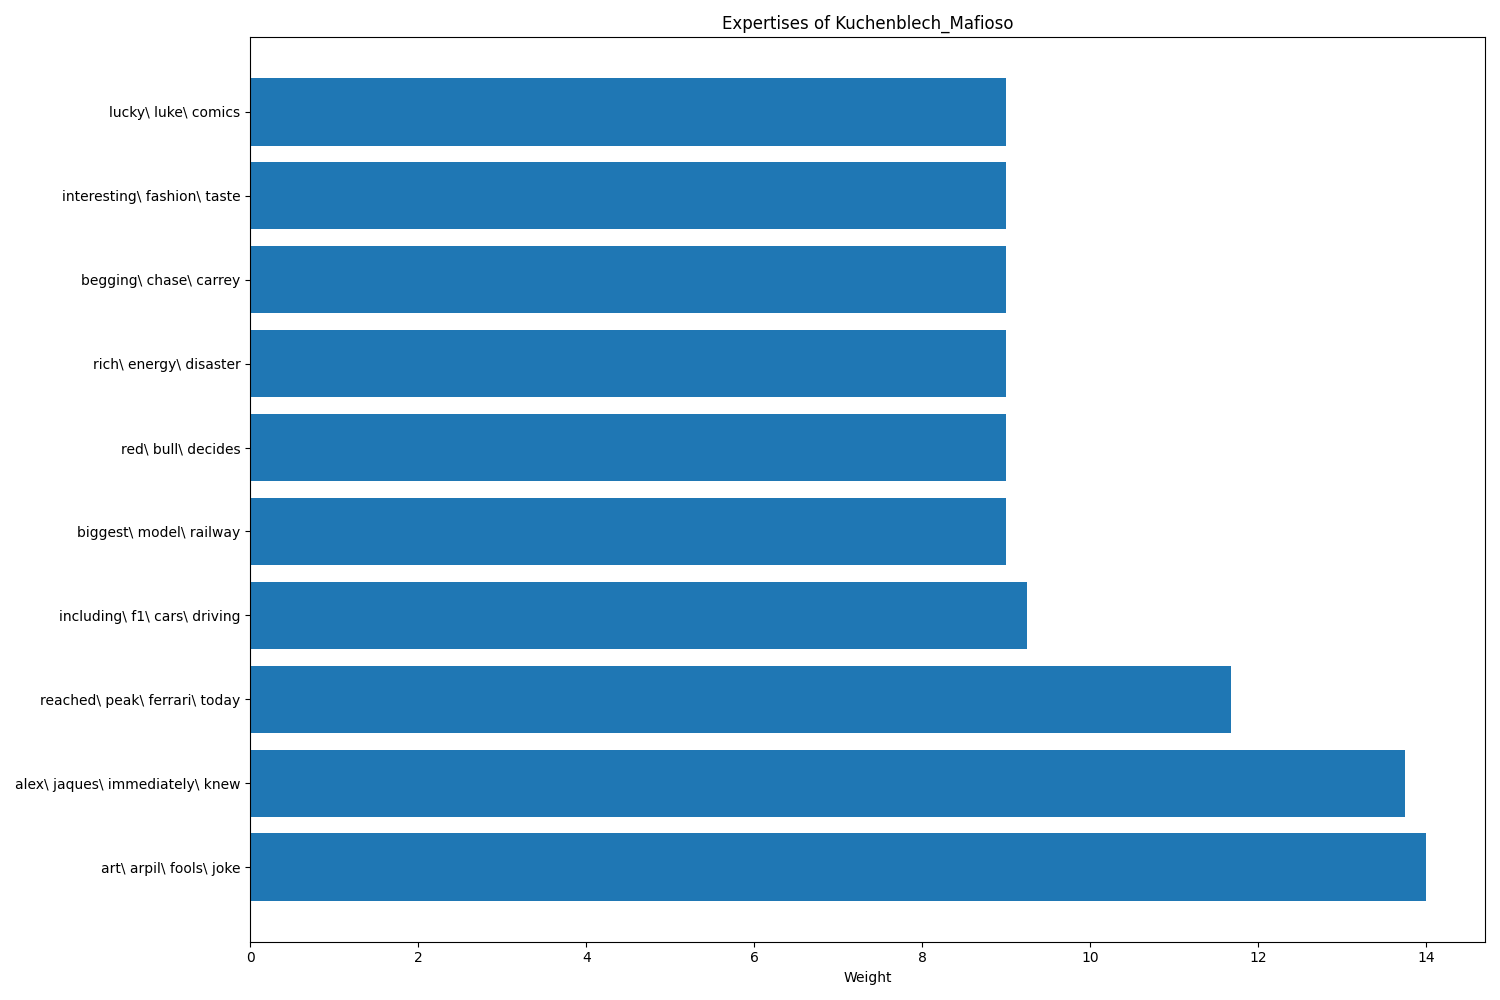 Expertises of Kuchenblech_Mafioso
lucky\ luke\ comics
interesting\ fashion\ taste
begging\ chase\ carrey
rich\ energy\ disaster
red\ bull\ decides
biggest\ model\ railway
including\ f1\ cars\ driving
reached\ peak\ ferrari\ today
alex\ jaques\ immediately\ knew
art\ arpil\ fools\ joke
0 2 4 6 8 10 12 14
Weight